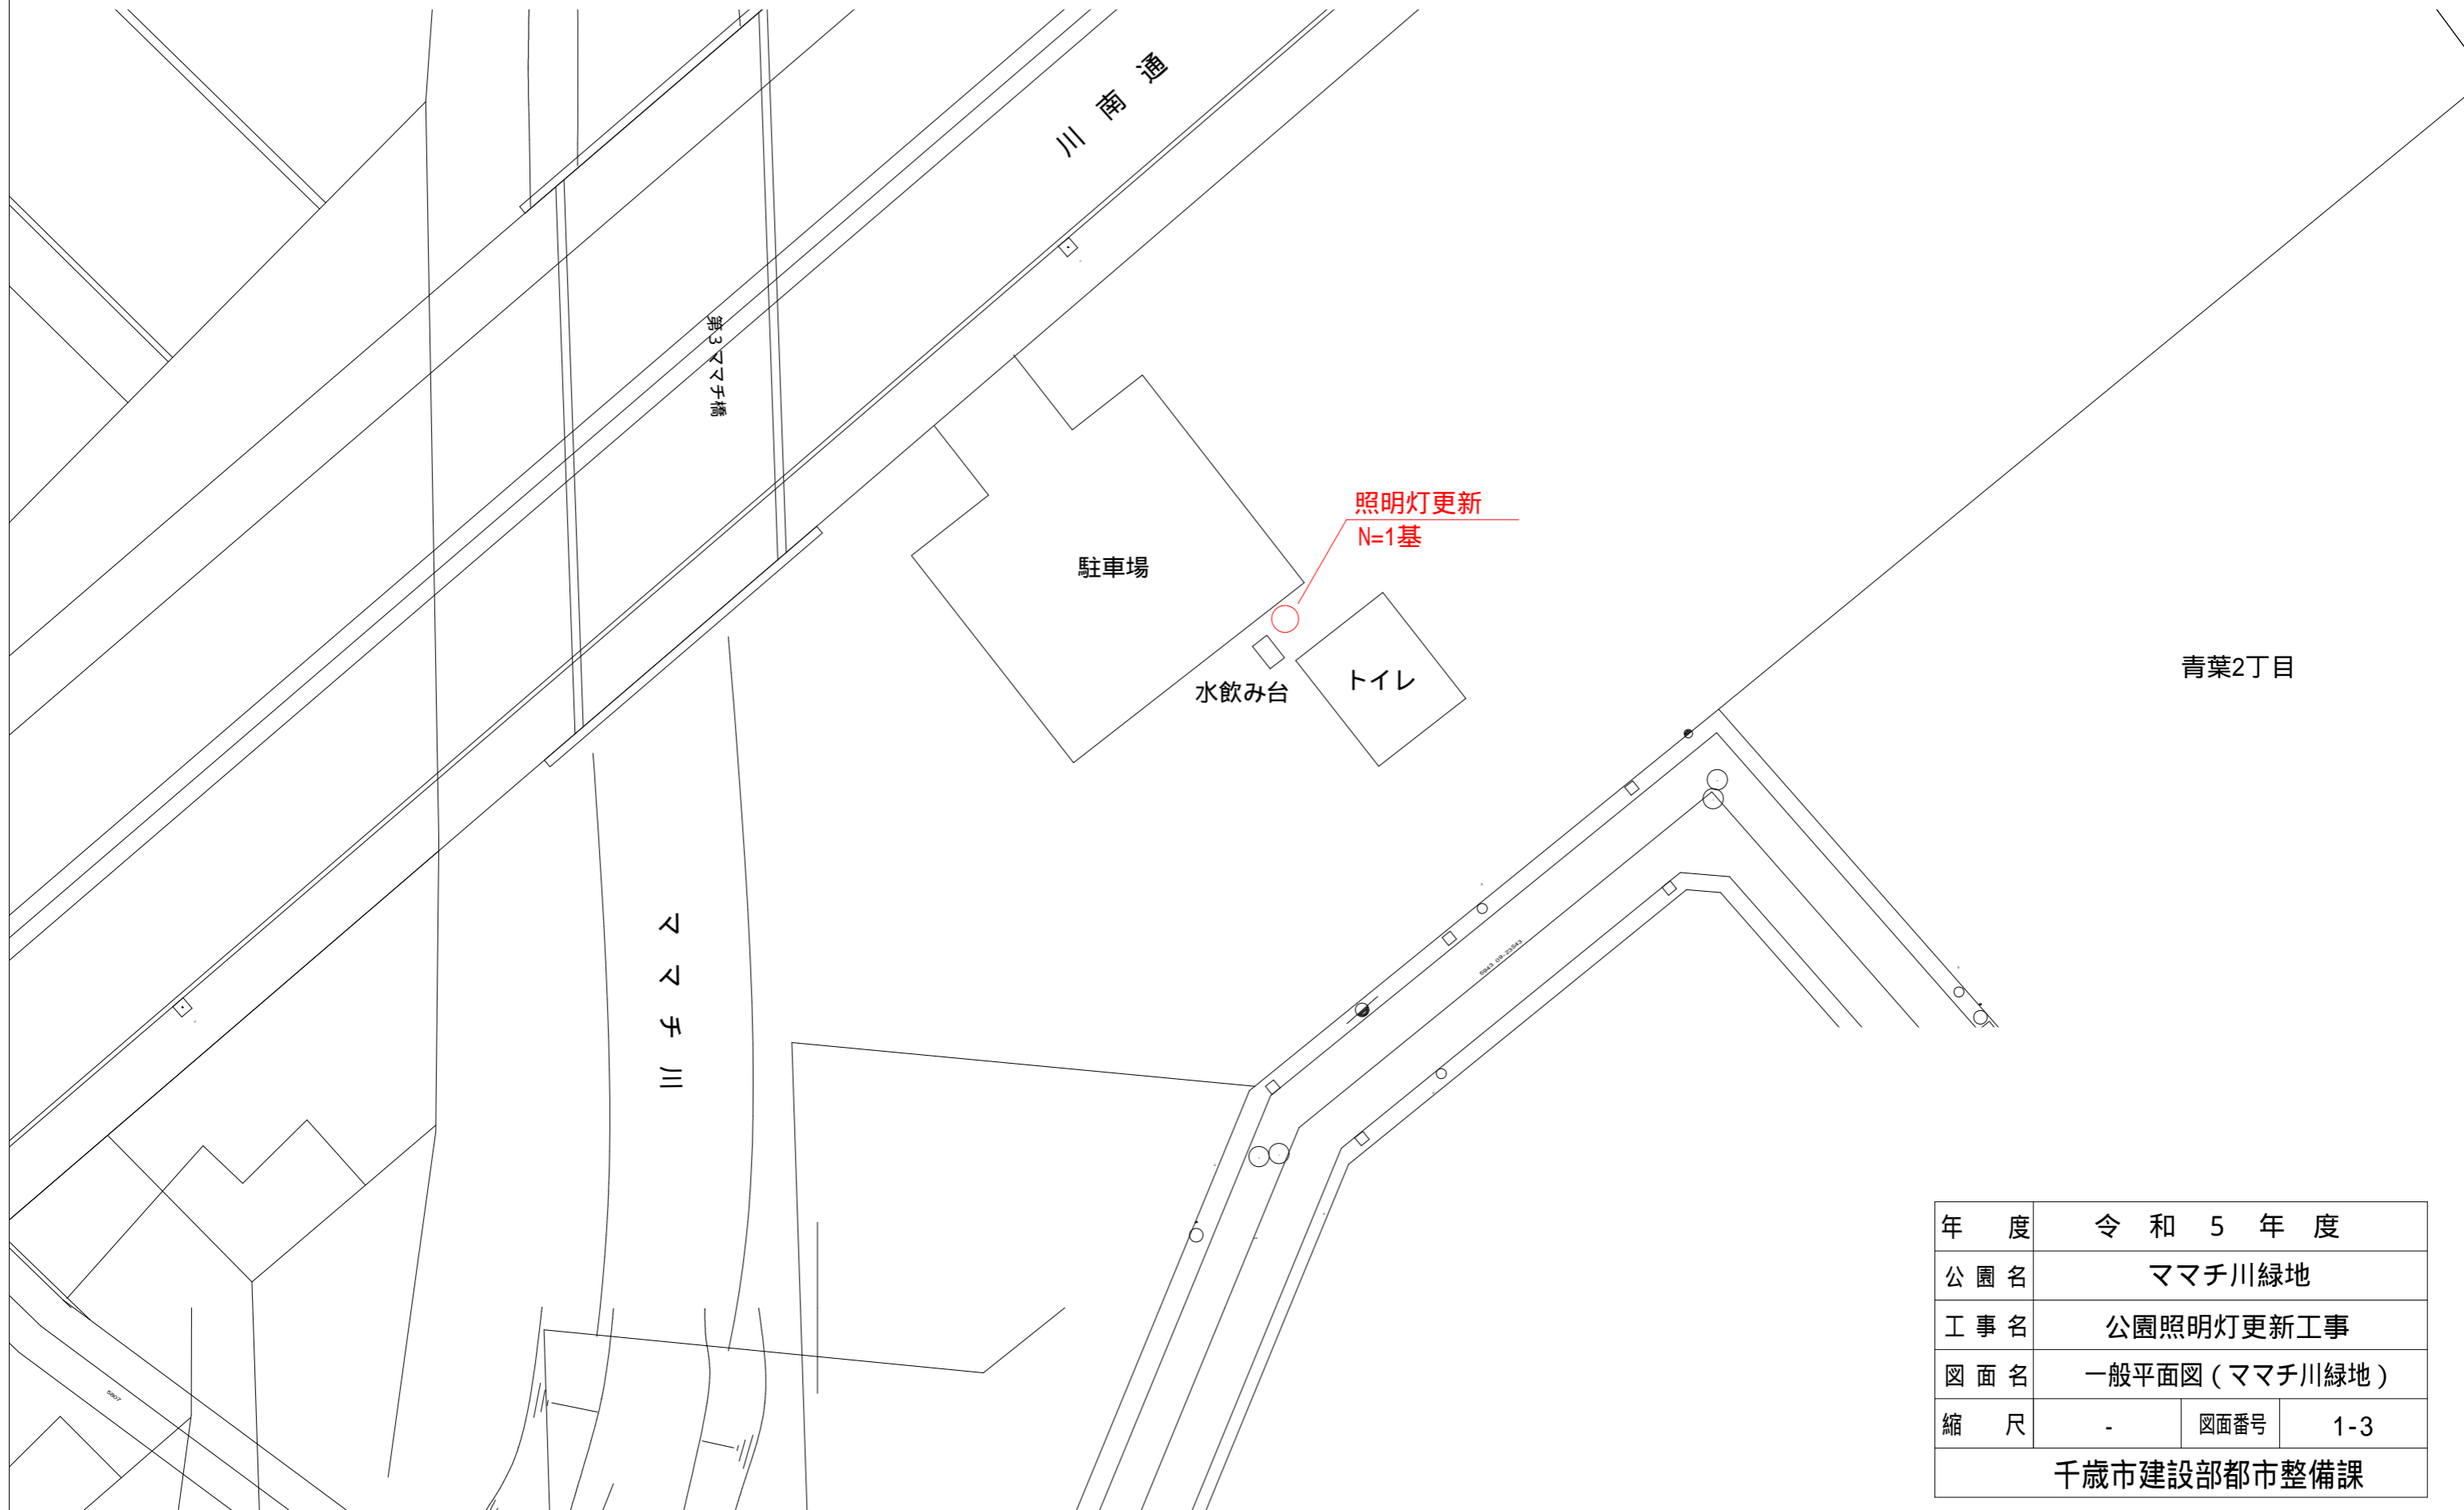 川南通
第3ママチ橋
照明灯更新
N=1基
駐車場
水飲み台
トイレ
青葉2丁目
ママチ川
年度 令和5年度
公園名 ママチ川緑地
工事名 公園照明灯更新工事
図面名 一般平面図(ママチ川緑地)
縮尺 - 図面番号 1-3
千歳市建設部都市整備課